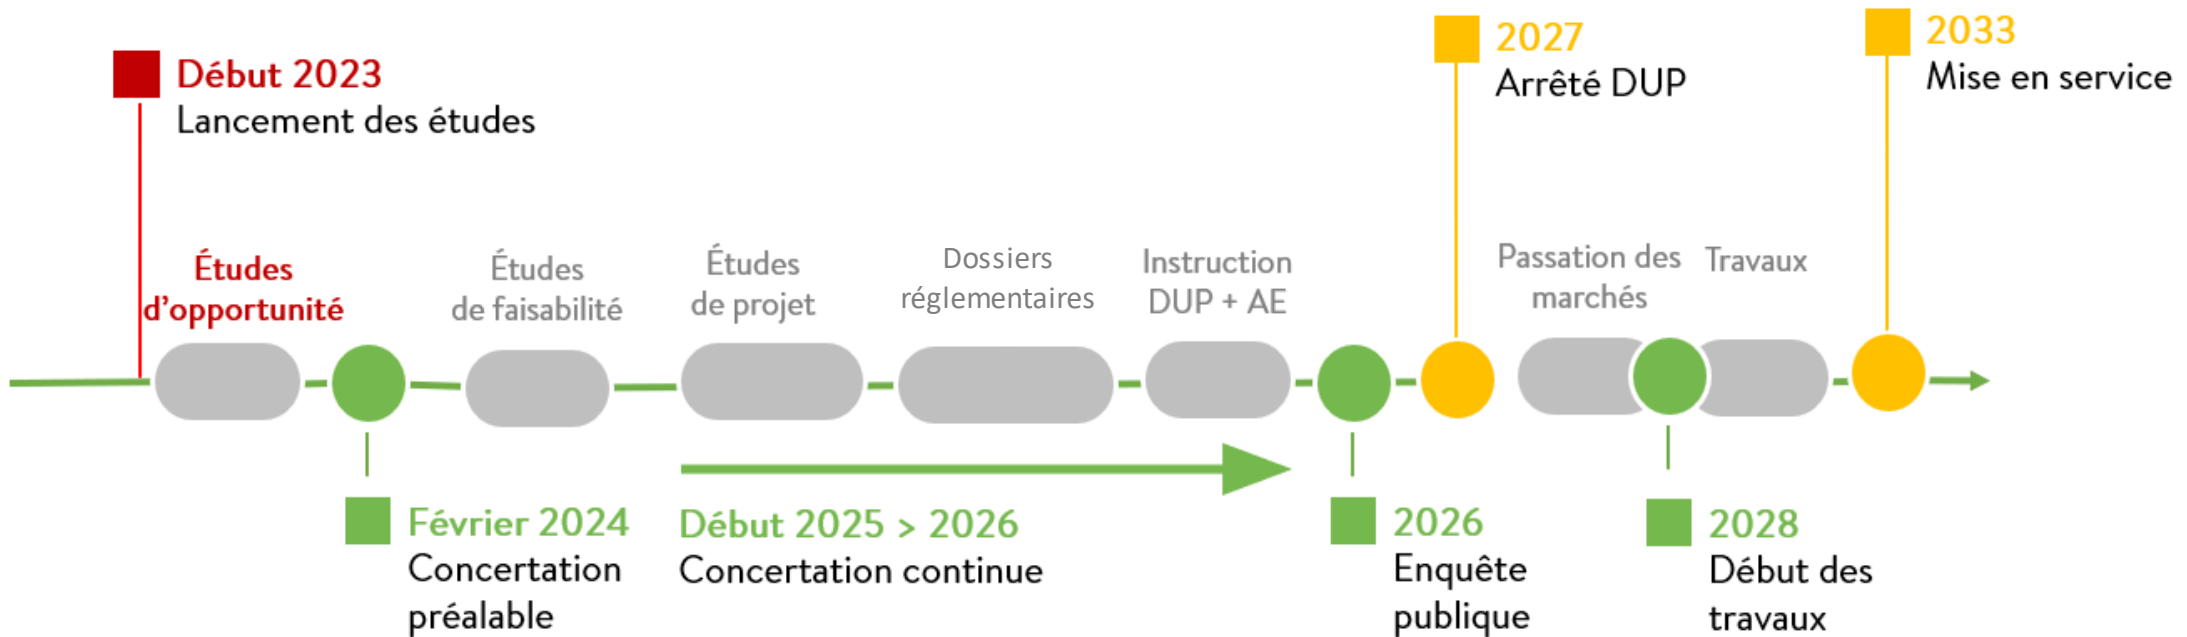 Début 2023
Lancement des études
2027
Arrêté DUP
2033
Mise en service
Études
d'opportunité
Études
de faisabilité
Études
de projet
Dossiers
réglementaires
Instruction
DUP + AE
Passation des
marchés
Travaux
Février 2024
Concertation
préalable
Début 2025 > 2026
Concertation continue
2026
Enquête
publique
2028
Début des
travaux